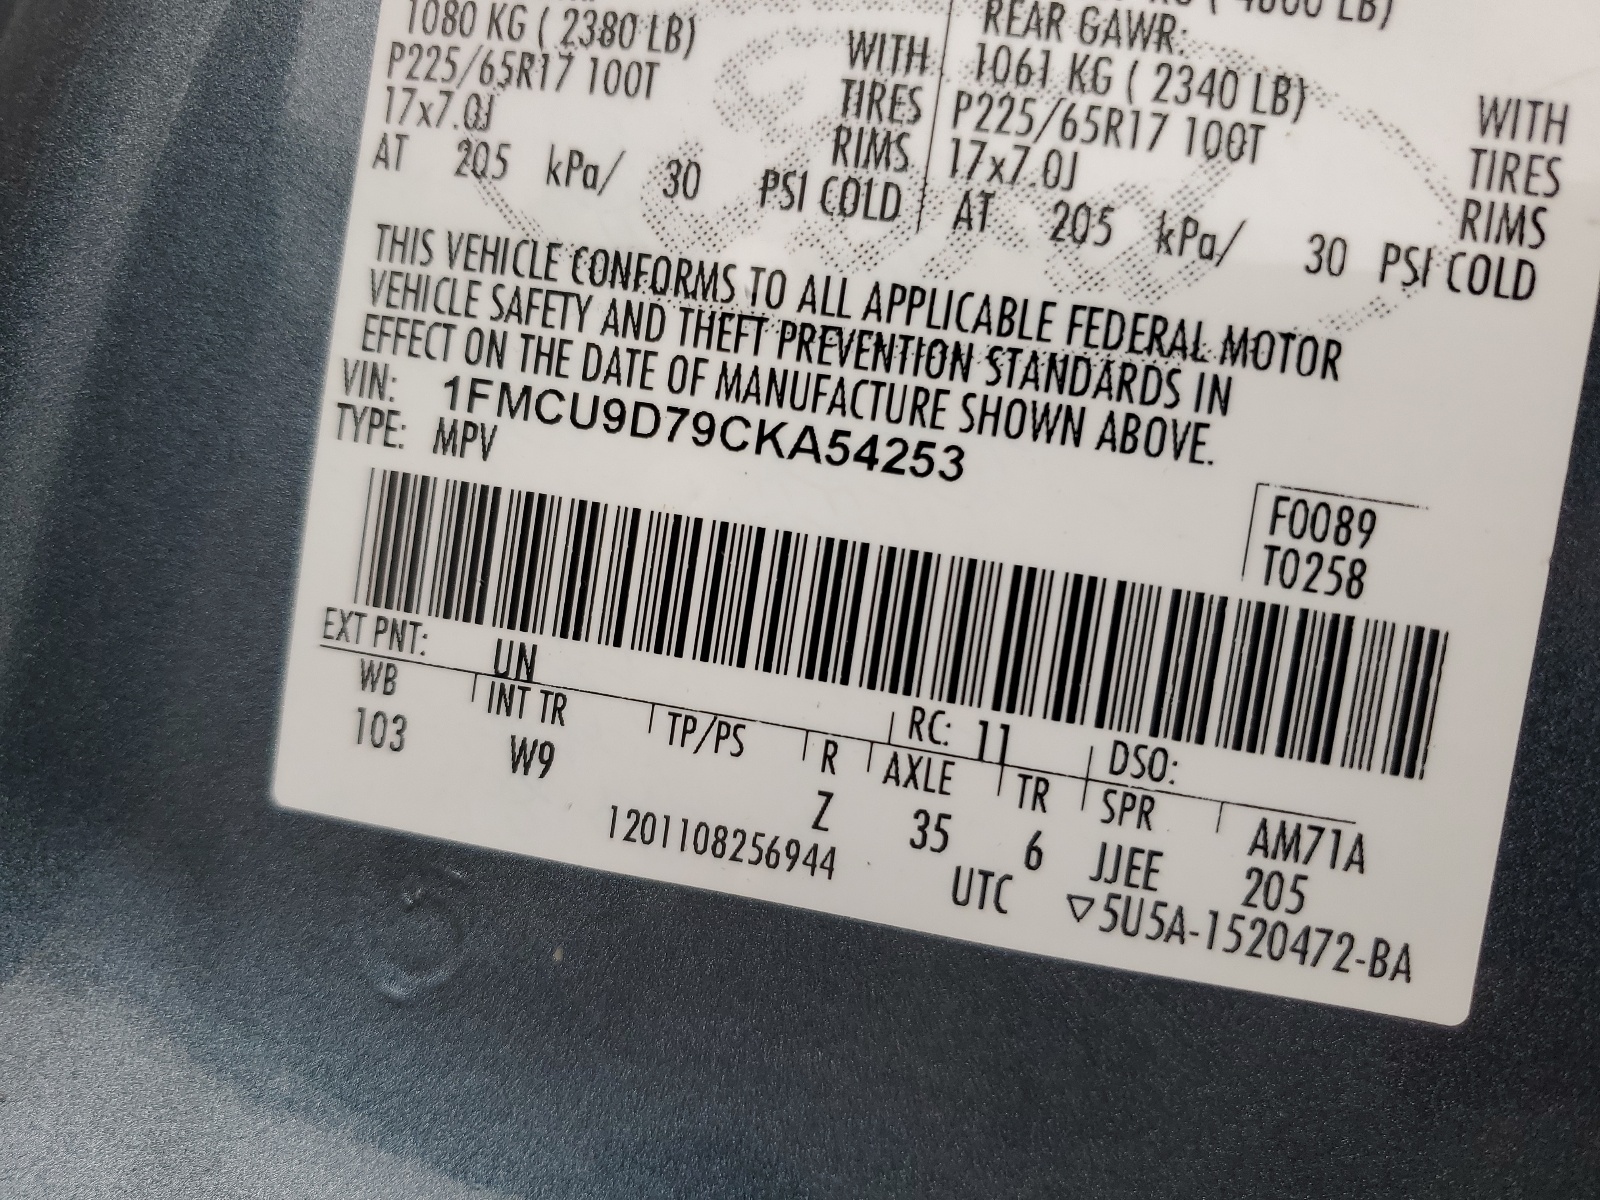 1080 KG ( 2380 LB) WITH
P225/65R17 100T TIRES
17x7.0J RIMS
AT 205 kPa/ 30 PSI COLD
REAR GAWR:
1061 KG ( 2340 LB) WITH
P225/65R17 100T TIRES
17x7.0J RIMS
AT 205 kPa/ 30 PSI COLD
THIS VEHICLE CONFORMS TO ALL APPLICABLE FEDERAL MOTOR
VEHICLE SAFETY AND THEFT PREVENTION STANDARDS IN
EFFECT ON THE DATE OF MANUFACTURE SHOWN ABOVE.
VIN: 1FMCU9D79CKA54253
TYPE: MPV
F0089
T0258
EXT PNT: UN RC: 11 DSO:
WB INT TR TP/PS R AXLE TR SPR AM71A
103 W9 Z 35 6 JJEE 205
1201108256944 UTC ▽5U5A-1520472-BA